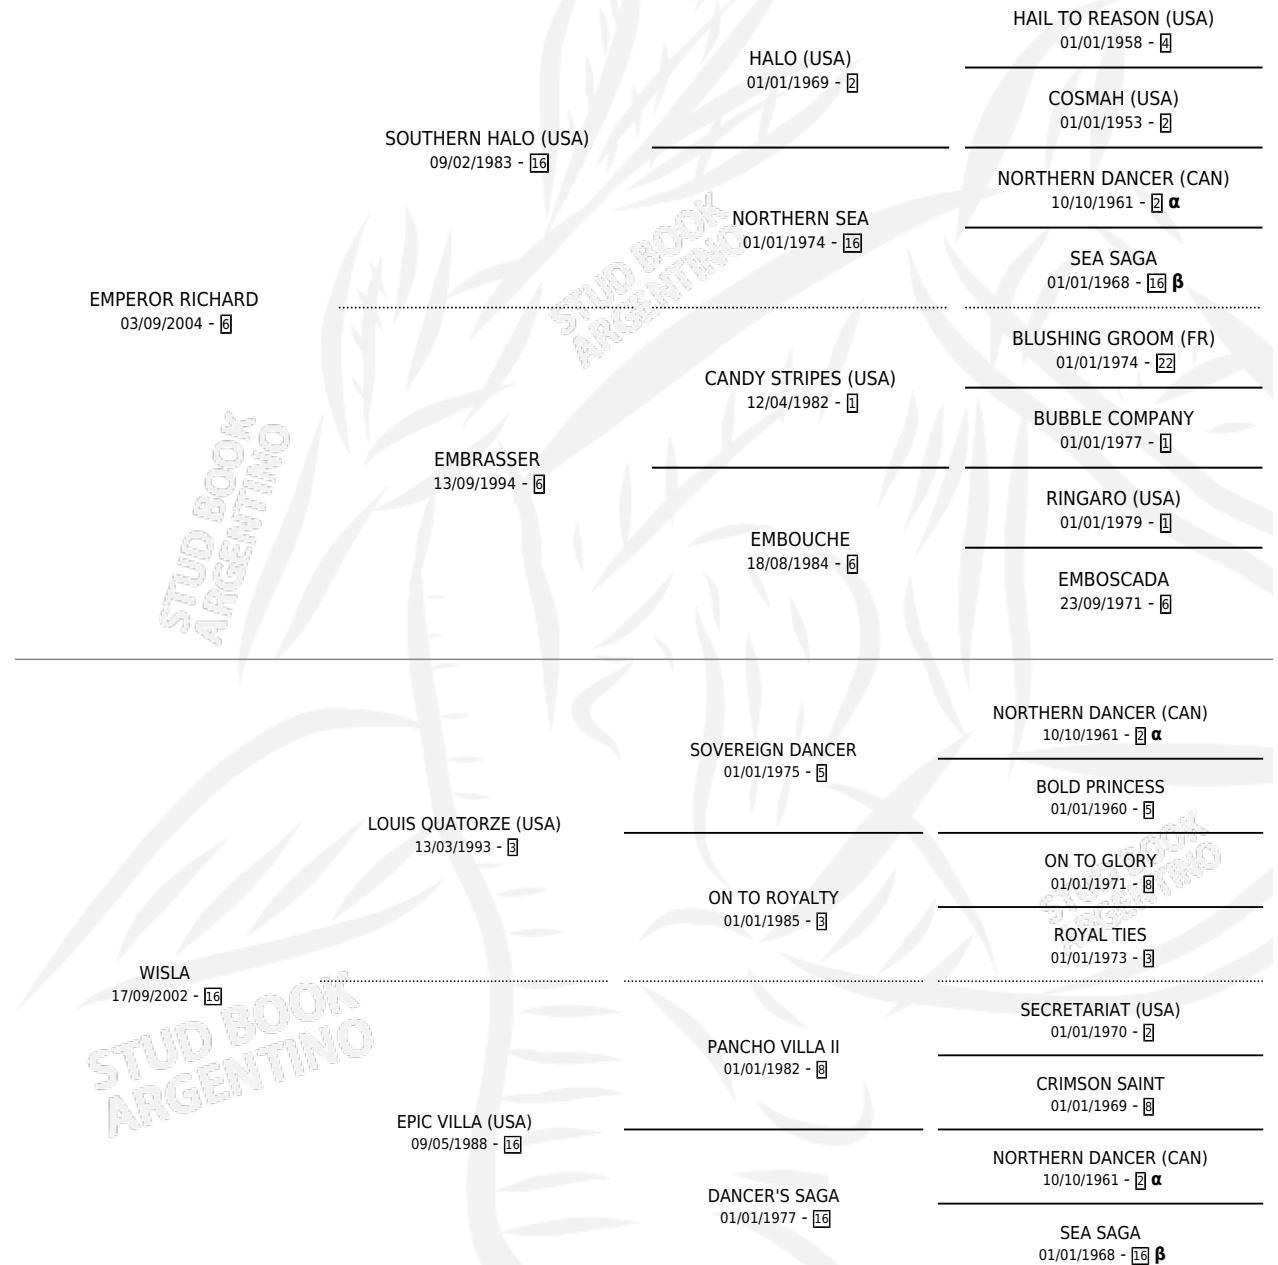 HAIL TO REASON (USA)
01/01/1958 - 4
HALO (USA)
01/01/1969 - 2
COSMAH (USA)
01/01/1953 - 2
SOUTHERN HALO (USA)
09/02/1983 - 16
NORTHERN DANCER (CAN)
10/10/1961 - 2 α
NORTHERN SEA
01/01/1974 - 16
SEA SAGA
01/01/1968 - 16 β
EMPEROR RICHARD
03/09/2004 - 6
BLUSHING GROOM (FR)
01/01/1974 - 22
CANDY STRIPES (USA)
12/04/1982 - 1
BUBBLE COMPANY
01/01/1977 - 1
EMBRASSER
13/09/1994 - 6
RINGARO (USA)
01/01/1979 - 1
EMBOUCHE
18/08/1984 - 6
EMBOSCADA
23/09/1971 - 6
NORTHERN DANCER (CAN)
10/10/1961 - 2 α
SOVEREIGN DANCER
01/01/1975 - 5
BOLD PRINCESS
01/01/1960 - 5
LOUIS QUATORZE (USA)
13/03/1993 - 3
ON TO GLORY
01/01/1971 - 8
ON TO ROYALTY
01/01/1985 - 3
ROYAL TIES
01/01/1973 - 3
WISLA
17/09/2002 - 16
SECRETARIAT (USA)
01/01/1970 - 2
PANCHO VILLA II
01/01/1982 - 8
CRIMSON SAINT
01/01/1969 - 8
EPIC VILLA (USA)
09/05/1988 - 16
NORTHERN DANCER (CAN)
10/10/1961 - 2 α
DANCER'S SAGA
01/01/1977 - 16
SEA SAGA
01/01/1968 - 16 β
STUD BOOK
ARGENTINO
STUD BOOK
ARGENTINO
STUD BOOK
ARGENTINO
STUD BOOK
ARGENTINO